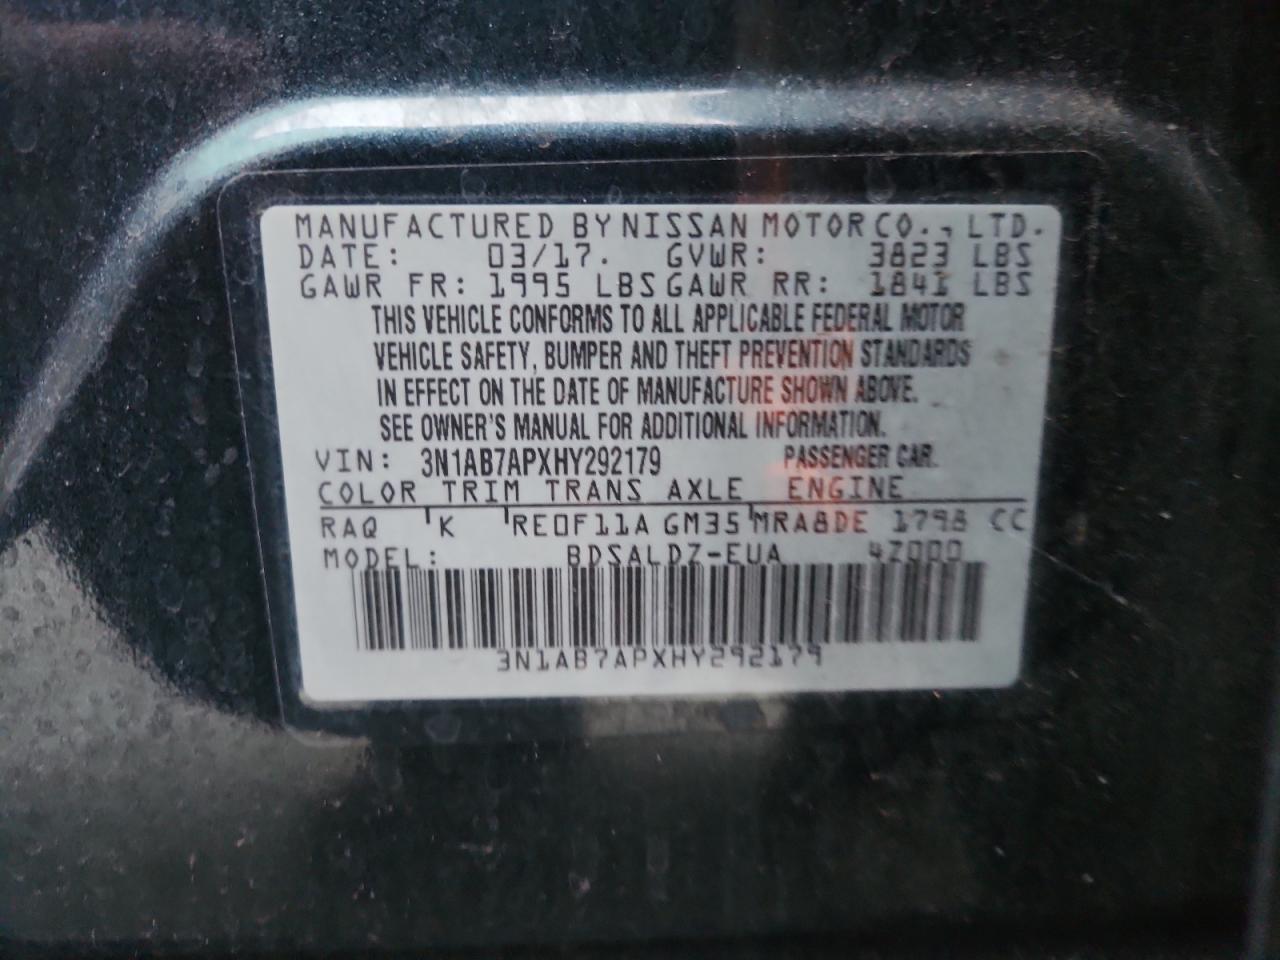 MANUFACTURED BY NISSAN MOTOR CO., LTD.
DATE: 03/17. GVWR: 3823 LBS
GAWR FR: 1995 LBS GAWR RR: 1841 LBS
THIS VEHICLE CONFORMS TO ALL APPLICABLE FEDERAL MOTOR
VEHICLE SAFETY, BUMPER AND THEFT PREVENTION STANDARDS
IN EFFECT ON THE DATE OF MANUFACTURE SHOWN ABOVE.
SEE OWNER'S MANUAL FOR ADDITIONAL INFORMATION.
VIN: 3N1AB7APXHY292179 PASSENGER CAR.
COLOR TRIM TRANS AXLE ENGINE
RAQ K RE0F11A GM35 MRA8DE 1798 CC
MODEL: BDSALDZ-EUA 4Z000
3N1AB7APXHY292179